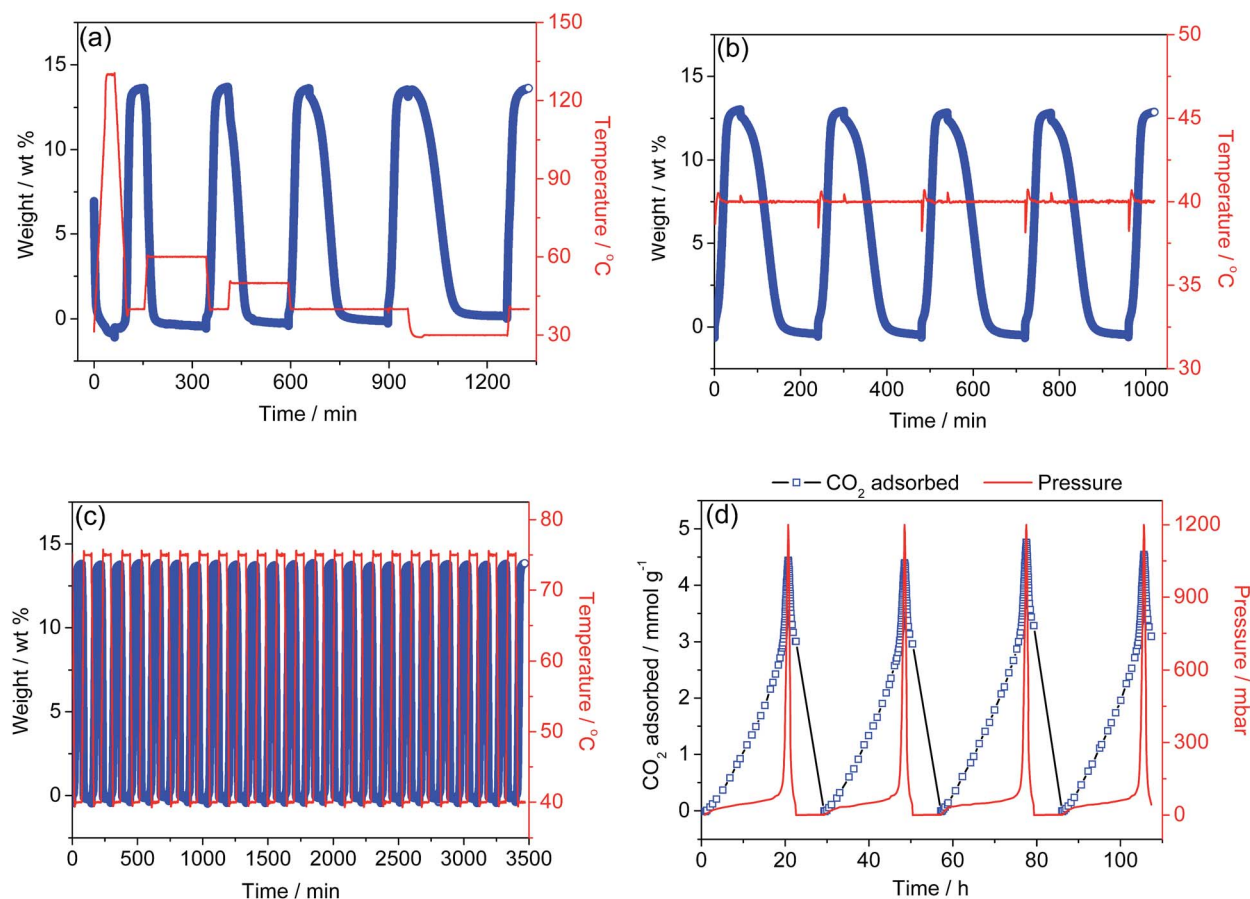 (a)
15
10
5
0
Weight / wt %
0 300 600 900 1200
Time / min
150
120
90
60
30
Temperature / °C
(b)
15
10
5
0
Weight / wt %
0 200 400 600 800 1000
Time / min
50
45
40
35
30
Temperature / °C
(c)
15
10
5
0
Weight / wt %
0 500 1000 1500 2000 2500 3000 3500
Time / min
80
70
60
50
40
Temperature / °C
CO₂ adsorbed Pressure
(d)
5
4
3
2
1
0
CO₂ adsorbed / mmol g⁻¹
0 20 40 60 80 100
Time / h
1200
900
600
300
0
Pressure / mbar